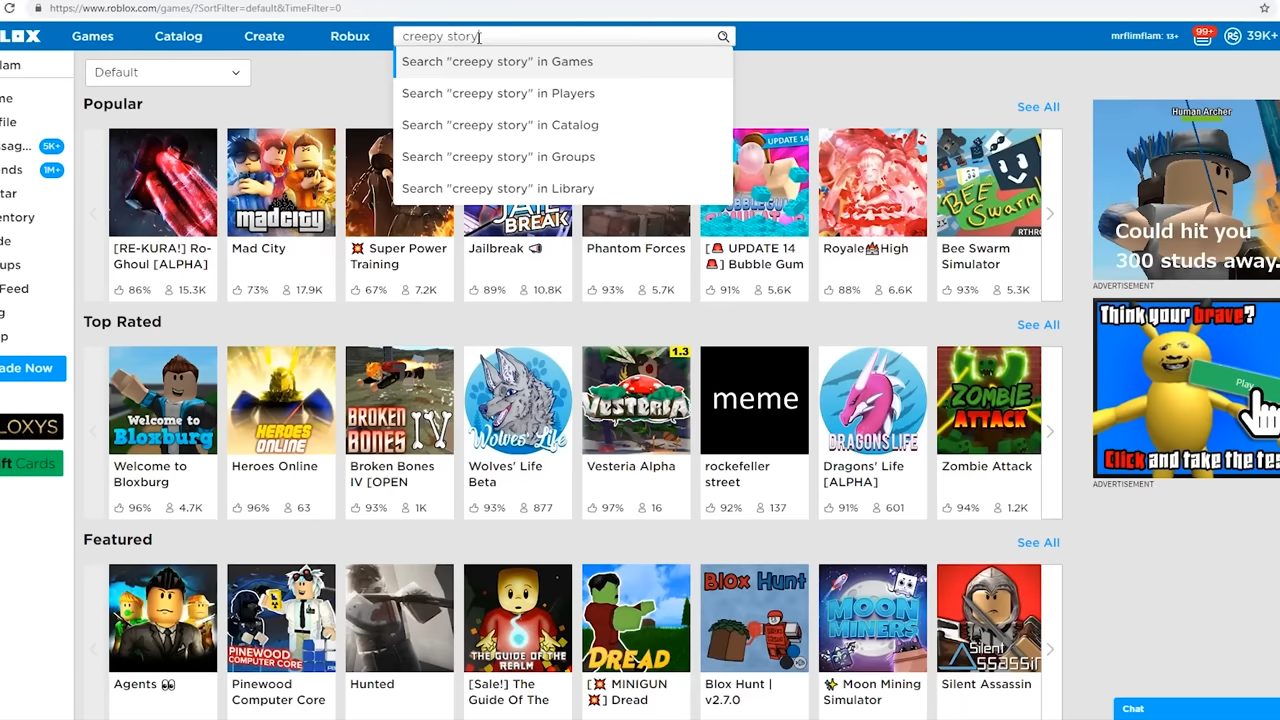 https://www.roblox.com/games/?SortFilter=default&TimeFilter=0
LOX
Games
Catalog
Create
Robux
creepy story
mrflimflam: 13+
99+
39K+
Search "creepy story" in Games
Search "creepy story" in Players
Search "creepy story" in Catalog
Search "creepy story" in Groups
Search "creepy story" in Library
lam
me
file
ssag...
5K+
ends
1M+
tar
entory
de
ups
Feed
g
p
ade Now
LOXYS
ft Cards
Default
Popular
See All
MADCITY
JAIL
BREAK
UPDATE 14
BUBBLEGUM
BEE
SWARM
RTHRO
[RE-KURA!] Ro-
Ghoul [ALPHA]
86% 15.3K
Mad City
73% 17.9K
💥 Super Power
Training
67% 7.2K
Jailbreak
89% 10.8K
Phantom Forces
93% 5.7K
[🚨 UPDATE 14
🚨] Bubble Gum
91% 5.6K
Royale🏰High
88% 6.6K
Bee Swarm
Simulator
93% 5.3K
Top Rated
See All
Welcome to
Bloxburg
HEROES
ONLINE
BROKEN
BONES IV
Wolves' Life
1.3
VESTERIA
meme
DRAGONS LIFE
ZOMBIE
ATTACK
Welcome to
Bloxburg
96% 4.7K
Heroes Online
96% 63
Broken Bones
IV [OPEN
93% 1K
Wolves' Life
Beta
93% 877
Vesteria Alpha
97% 16
rockefeller
street
92% 137
Dragons' Life
[ALPHA]
91% 601
Zombie Attack
94% 1.2K
Featured
See All
PINEWOOD
COMPUTER CORE
THE GUIDE OF THE
REALM
DREAD
Blox Hunt
MOON
MINERS
Silent
Assassin
Agents 👀
Pinewood
Computer Core
Hunted
[Sale!] The
Guide Of The
[💥 MINIGUN
💥] Dread
Blox Hunt |
v2.7.0
✨ Moon Mining
Simulator
Silent Assassin
Human Archer
Could hit you
300 studs away.
ADVERTISEMENT
Think your brave?
Play
Click and take the tes
ADVERTISEMENT
Chat